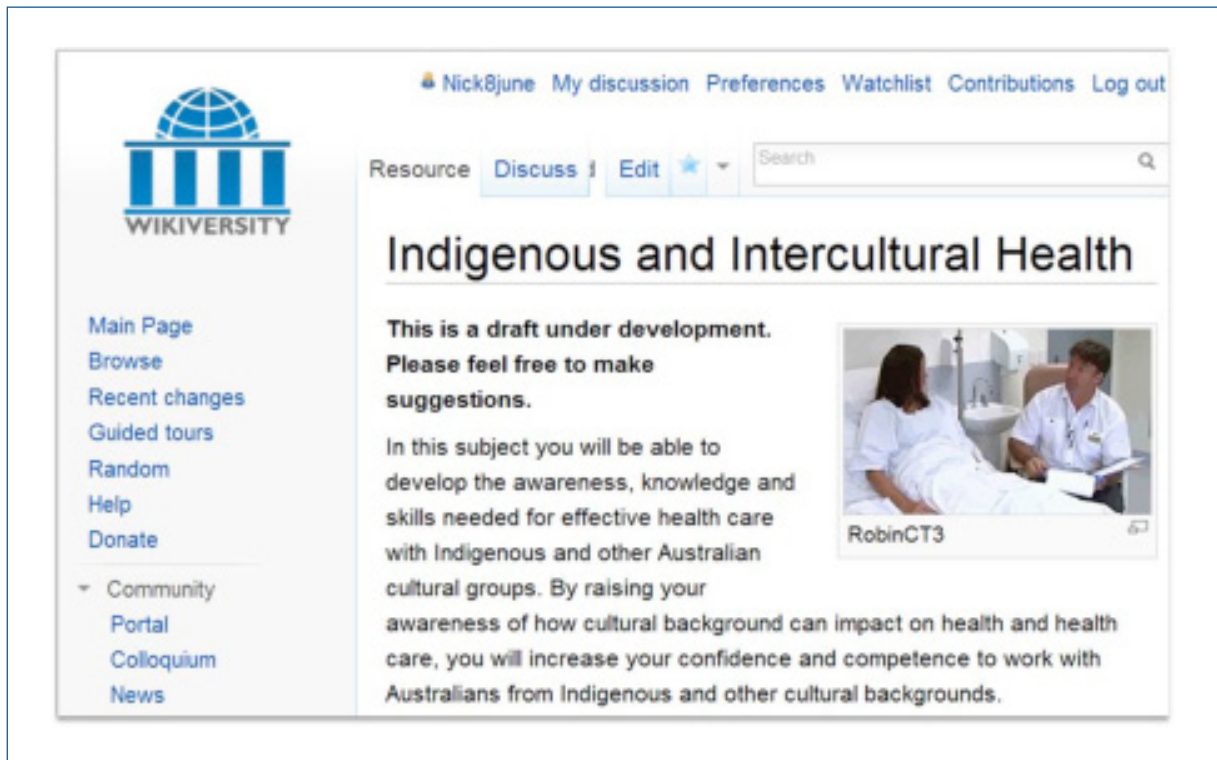 Nick8june My discussion Preferences Watchlist Contributions Log out
WIKIVERSITY
Resource Discuss Edit Search
Indigenous and Intercultural Health
Main Page
Browse
Recent changes
Guided tours
Random
Help
Donate
Community
Portal
Colloquium
News
This is a draft under development.
Please feel free to make
suggestions.
In this subject you will be able to
develop the awareness, knowledge and
skills needed for effective health care
with Indigenous and other Australian
cultural groups. By raising your
awareness of how cultural background can impact on health and health
care, you will increase your confidence and competence to work with
Australians from Indigenous and other cultural backgrounds.
RobinCT3